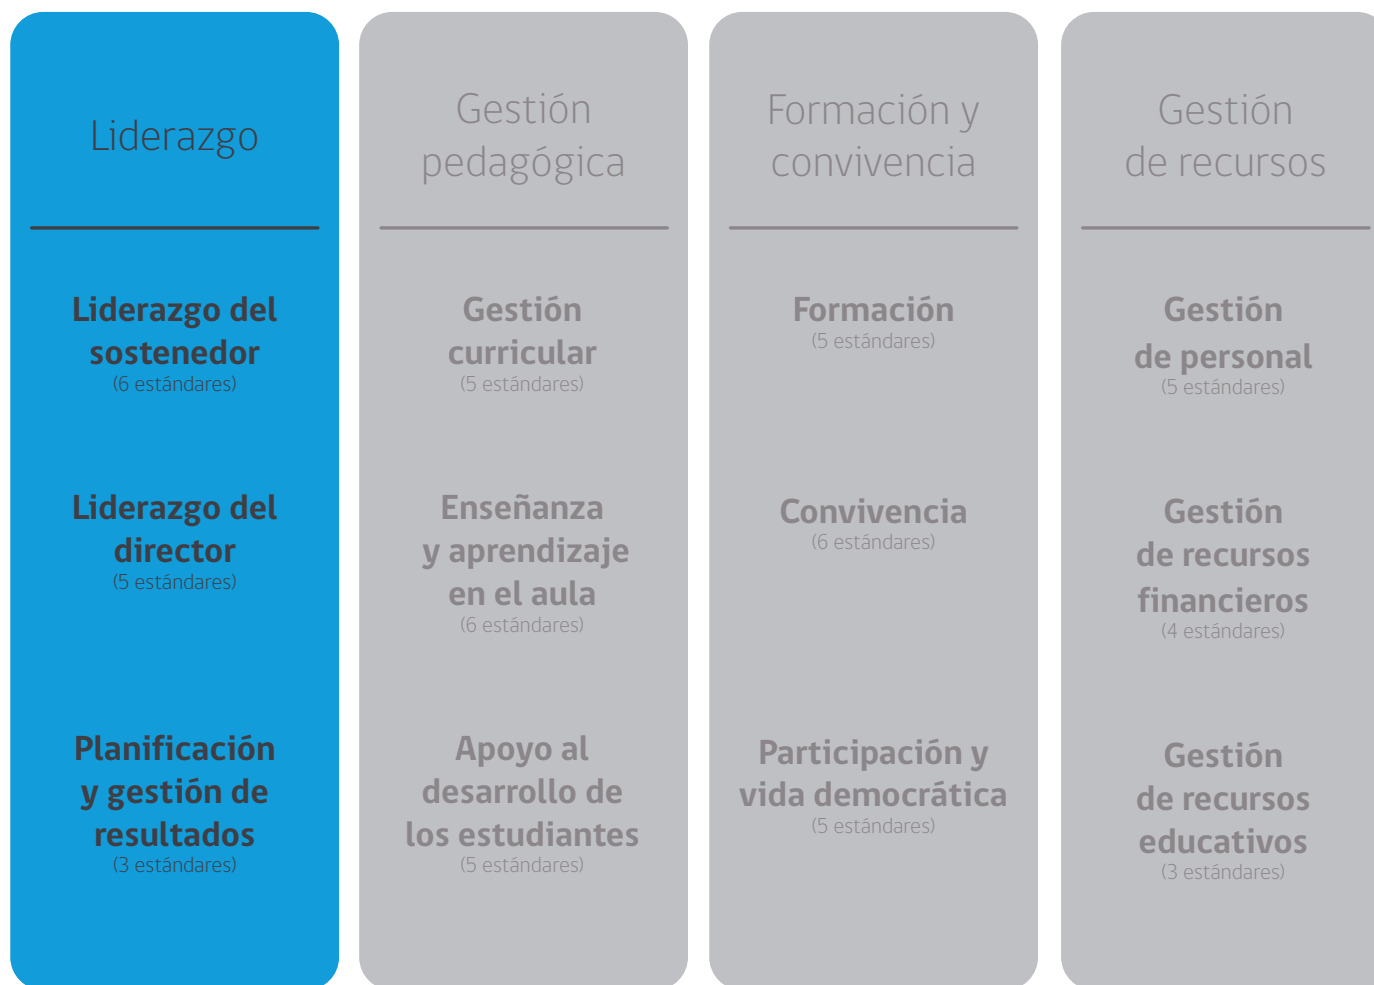 Liderazgo
Liderazgo del
sostenedor
(6 estándares)
Liderazgo del
director
(5 estándares)
Planificación
y gestión de
resultados
(3 estándares)
Gestión
pedagógica
Gestión
curricular
(5 estándares)
Enseñanza
y aprendizaje
en el aula
(6 estándares)
Apoyo al
desarrollo de
los estudiantes
(5 estándares)
Formación y
convivencia
Formación
(5 estándares)
Convivencia
(6 estándares)
Participación y
vida democrática
(5 estándares)
Gestión
de recursos
Gestión
de personal
(5 estándares)
Gestión
de recursos
financieros
(4 estándares)
Gestión
de recursos
educativos
(3 estándares)